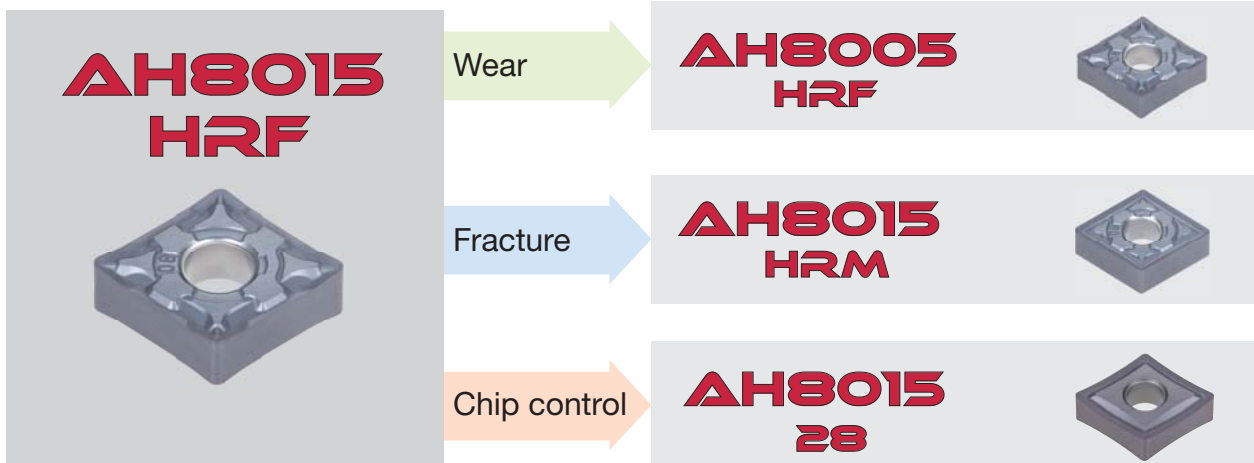 AH8015
HRF
Wear
AH8005
HRF
Fracture
AH8015
HRM
Chip control
AH8015
28